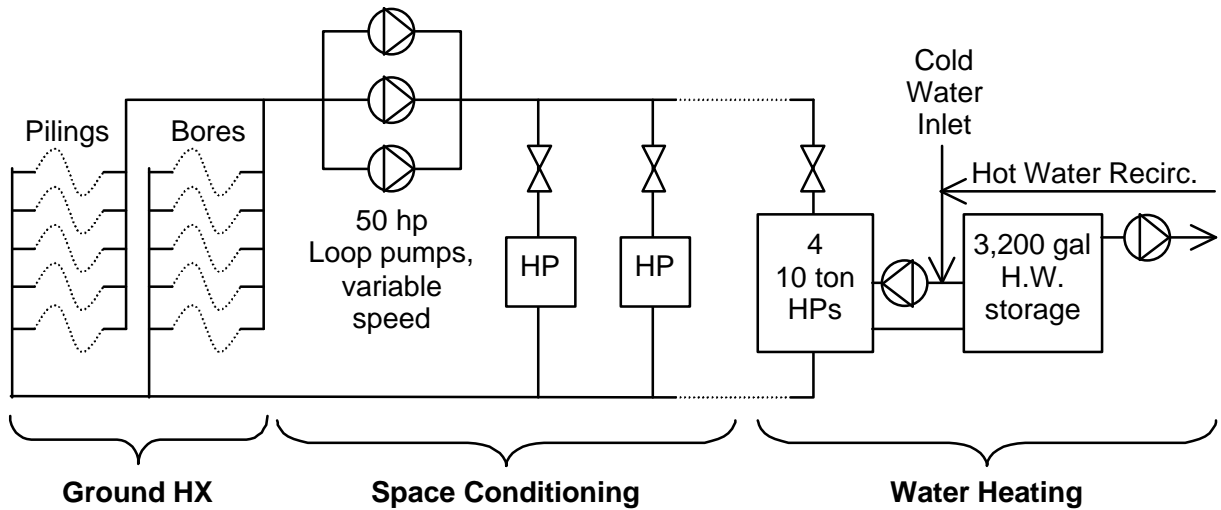 Pilings
Bores
50 hp
Loop pumps,
variable
speed
HP
HP
Cold
Water
Inlet
Hot Water Recirc.
4
10 ton
HPs
3,200 gal
H.W.
storage
Ground HX
Space Conditioning
Water Heating